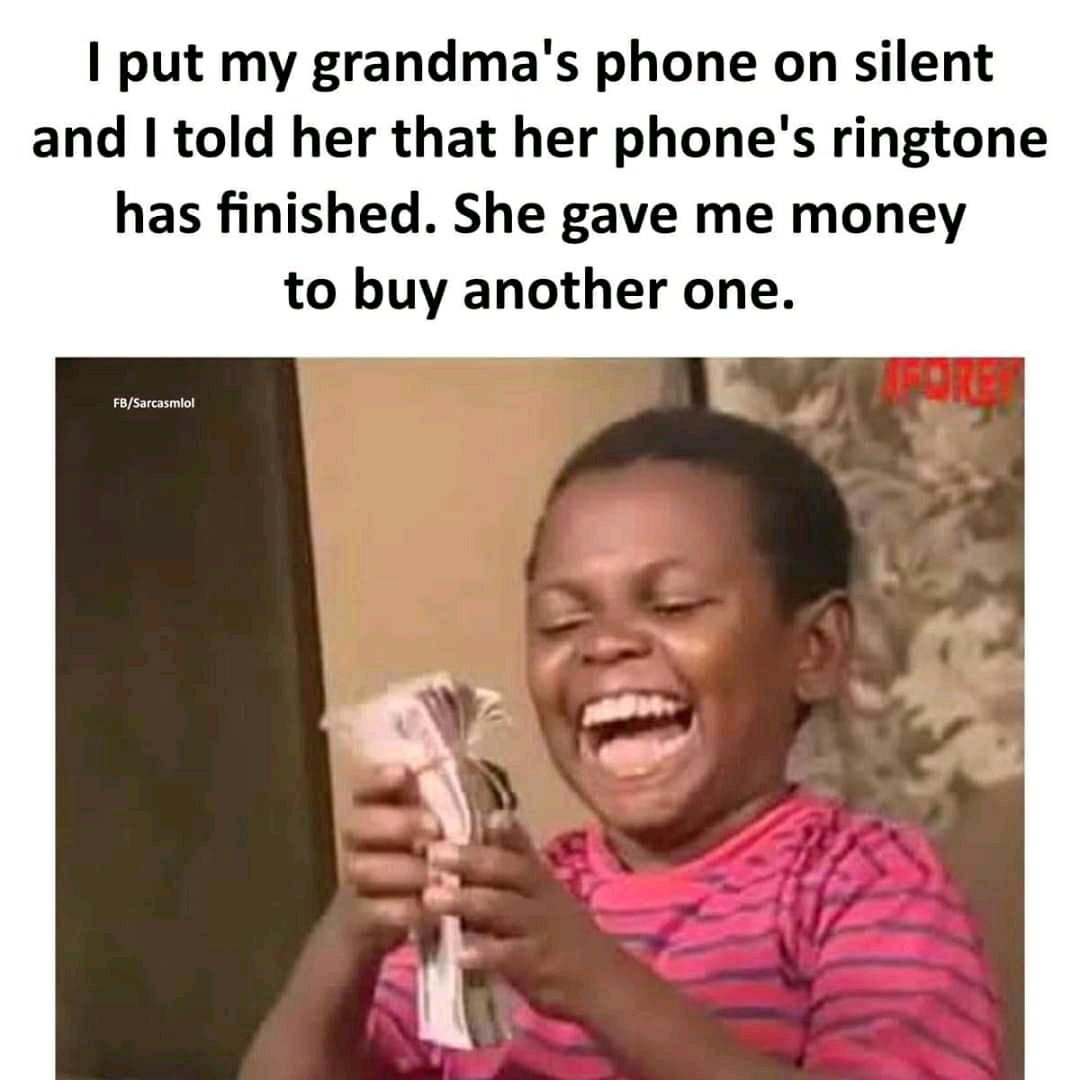 I put my grandma's phone on silent
and I told her that her phone's ringtone
has finished. She gave me money
to buy another one.
FB/Sarcasmlol